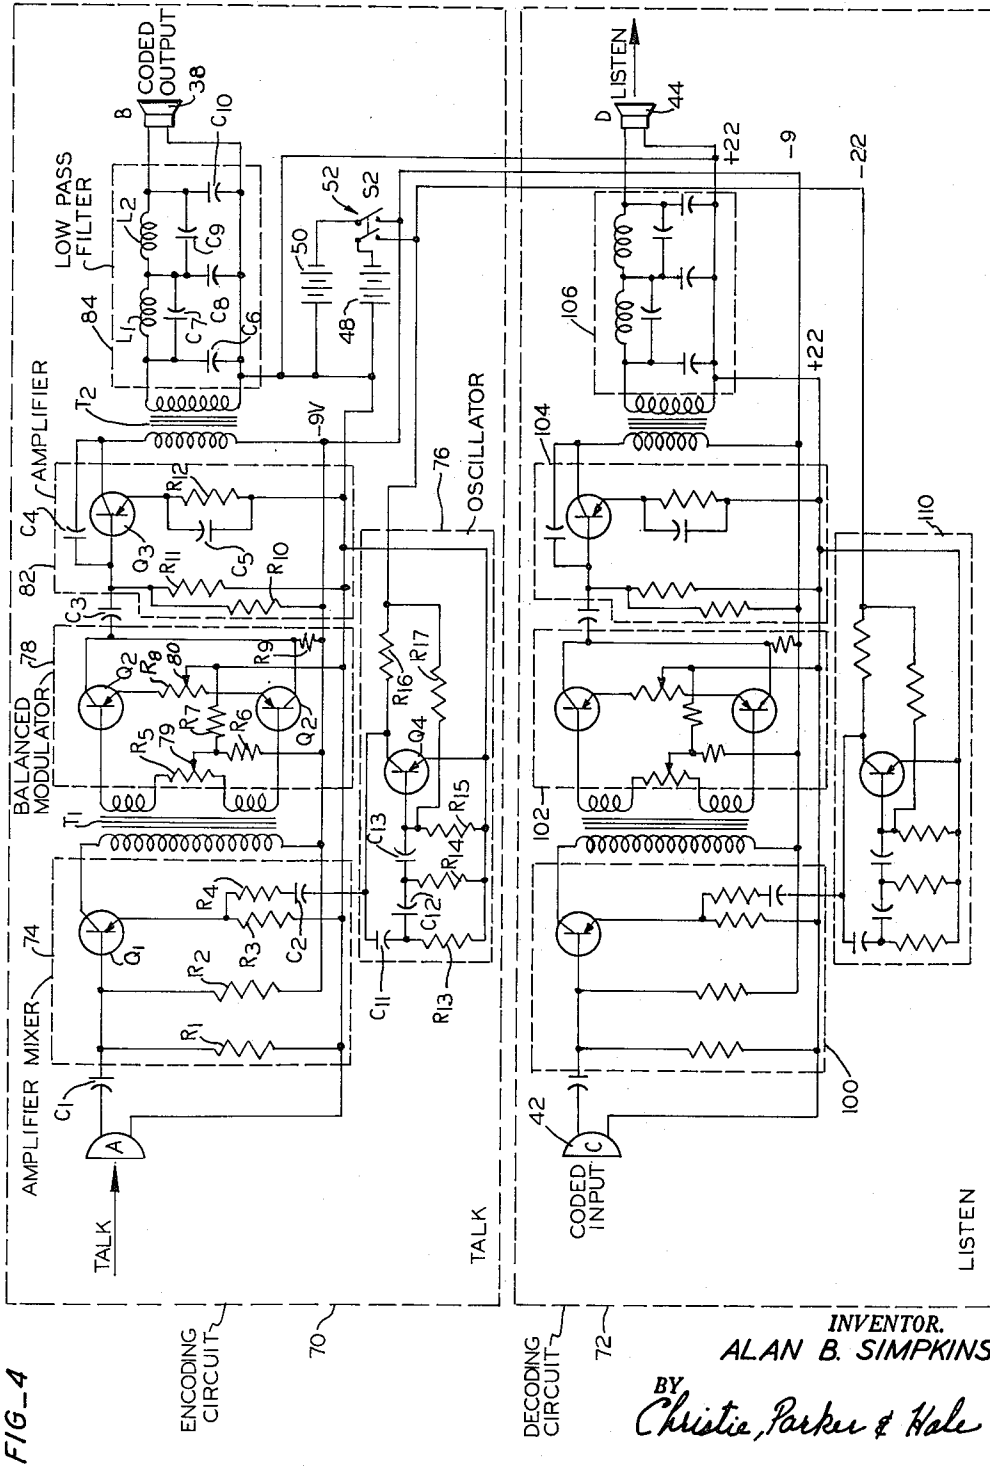 FIG_4
ENCODING
CIRCUIT
70
TALK
TALK
A
C1
AMPLIFIER MIXER
74
Q1
R1
R2
R3
R4
C2
T1
BALANCED
MODULATOR
78
Q2
R5
79
R8
80
R7
R6
Q2
R9
C3
82
C4
AMPLIFIER
Q3
R11
R10
R12
C5
T2
-9V
84
LOW PASS
FILTER
L1
L2
C7
C6
C8
C9
C10
B
CODED
OUTPUT
38
50
48
52
S2
76
OSCILLATOR
C11
R13
C12
R14
C13
R15
Q4
R16
R17
DECODING
CIRCUIT
72
LISTEN
CODED
INPUT
42
C
100
102
104
106
110
+22
D
LISTEN
44
+22
-9
-22
INVENTOR.
ALAN B. SIMPKINS
BY
Christie, Parker & Hale